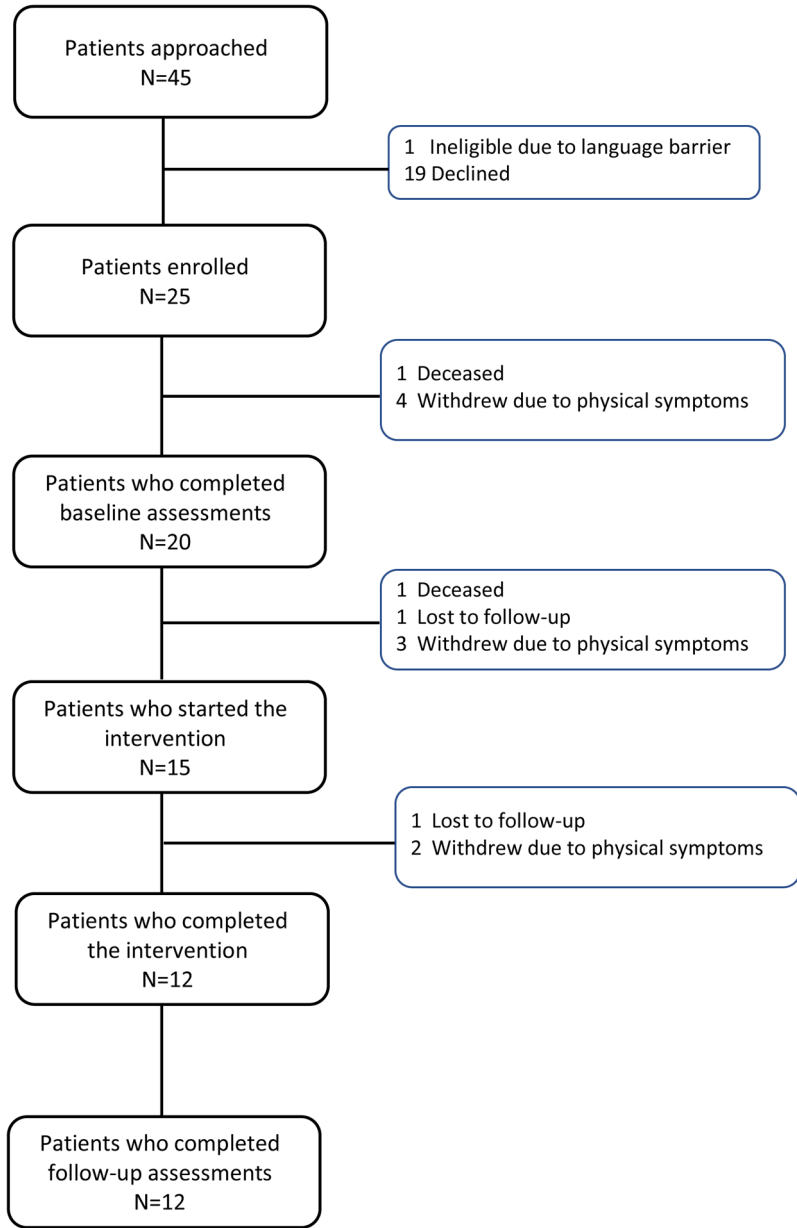 Patients approached
N=45
1 Ineligible due to language barrier
19 Declined
Patients enrolled
N=25
1 Deceased
4 Withdrew due to physical symptoms
Patients who completed
baseline assessments
N=20
1 Deceased
1 Lost to follow-up
3 Withdrew due to physical symptoms
Patients who started the
intervention
N=15
1 Lost to follow-up
2 Withdrew due to physical symptoms
Patients who completed
the intervention
N=12
Patients who completed
follow-up assessments
N=12